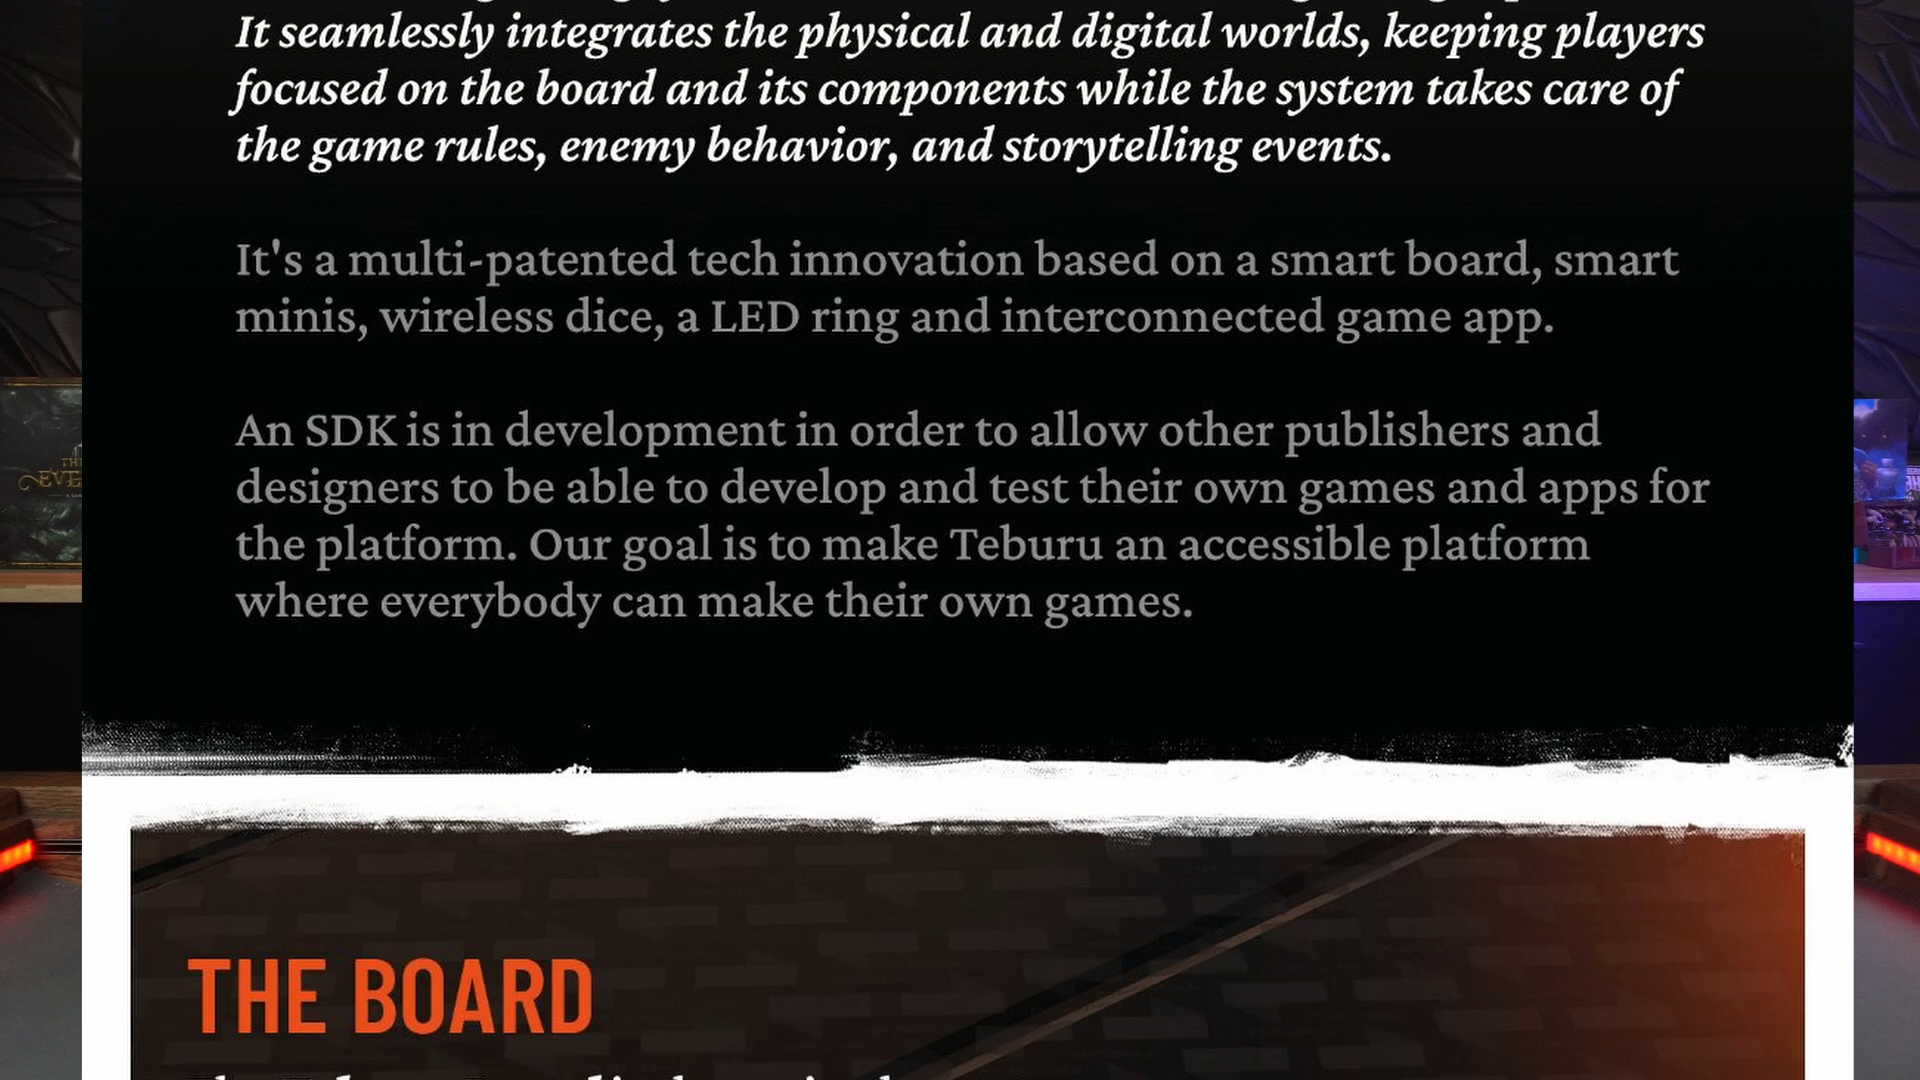 It seamlessly integrates the physical and digital worlds, keeping players
focused on the board and its components while the system takes care of
the game rules, enemy behavior, and storytelling events.
It's a multi-patented tech innovation based on a smart board, smart
minis, wireless dice, a LED ring and interconnected game app.
An SDK is in development in order to allow other publishers and
designers to be able to develop and test their own games and apps for
the platform. Our goal is to make Teburu an accessible platform
where everybody can make their own games.
THE BOARD